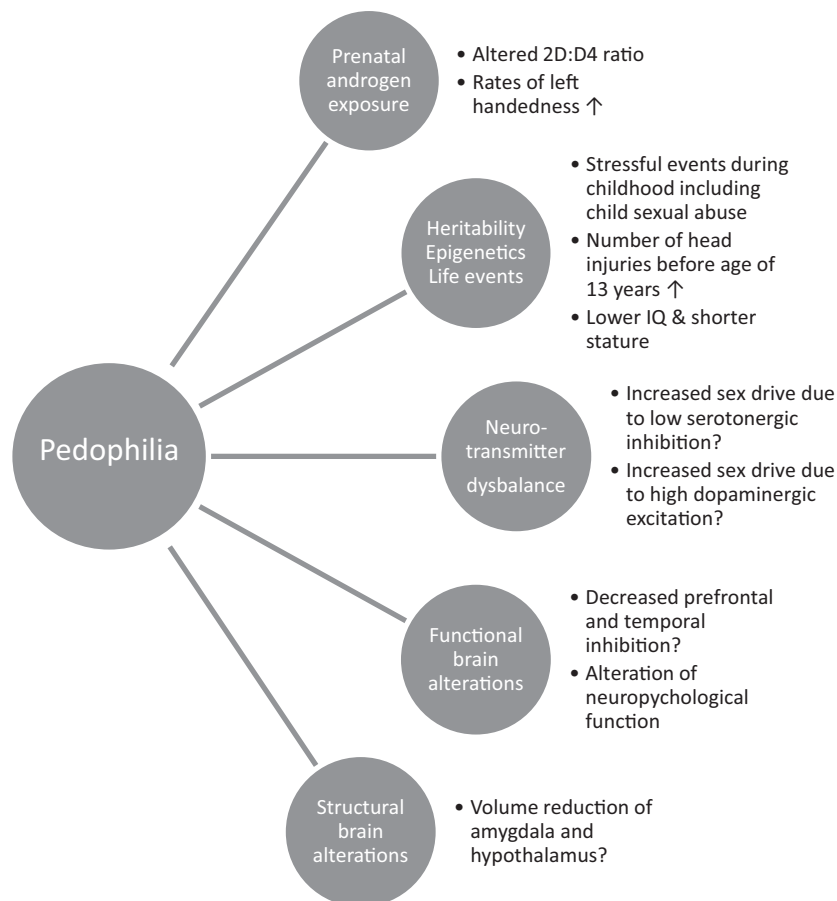 Prenatal
androgen
exposure
• Altered 2D:D4 ratio
• Rates of left
handedness ↑
Heritability
Epigenetics
Life events
• Stressful events during
childhood including
child sexual abuse
• Number of head
injuries before age of
13 years ↑
• Lower IQ & shorter
stature
Pedophilia
Neuro-
transmitter
dysbalance
• Increased sex drive due
to low serotonergic
inhibition?
• Increased sex drive due
to high dopaminergic
excitation?
Functional
brain
alterations
• Decreased prefrontal
and temporal
inhibition?
• Alteration of
neuropychological
function
Structural
brain
alterations
• Volume reduction of
amygdala and
hypothalamus?